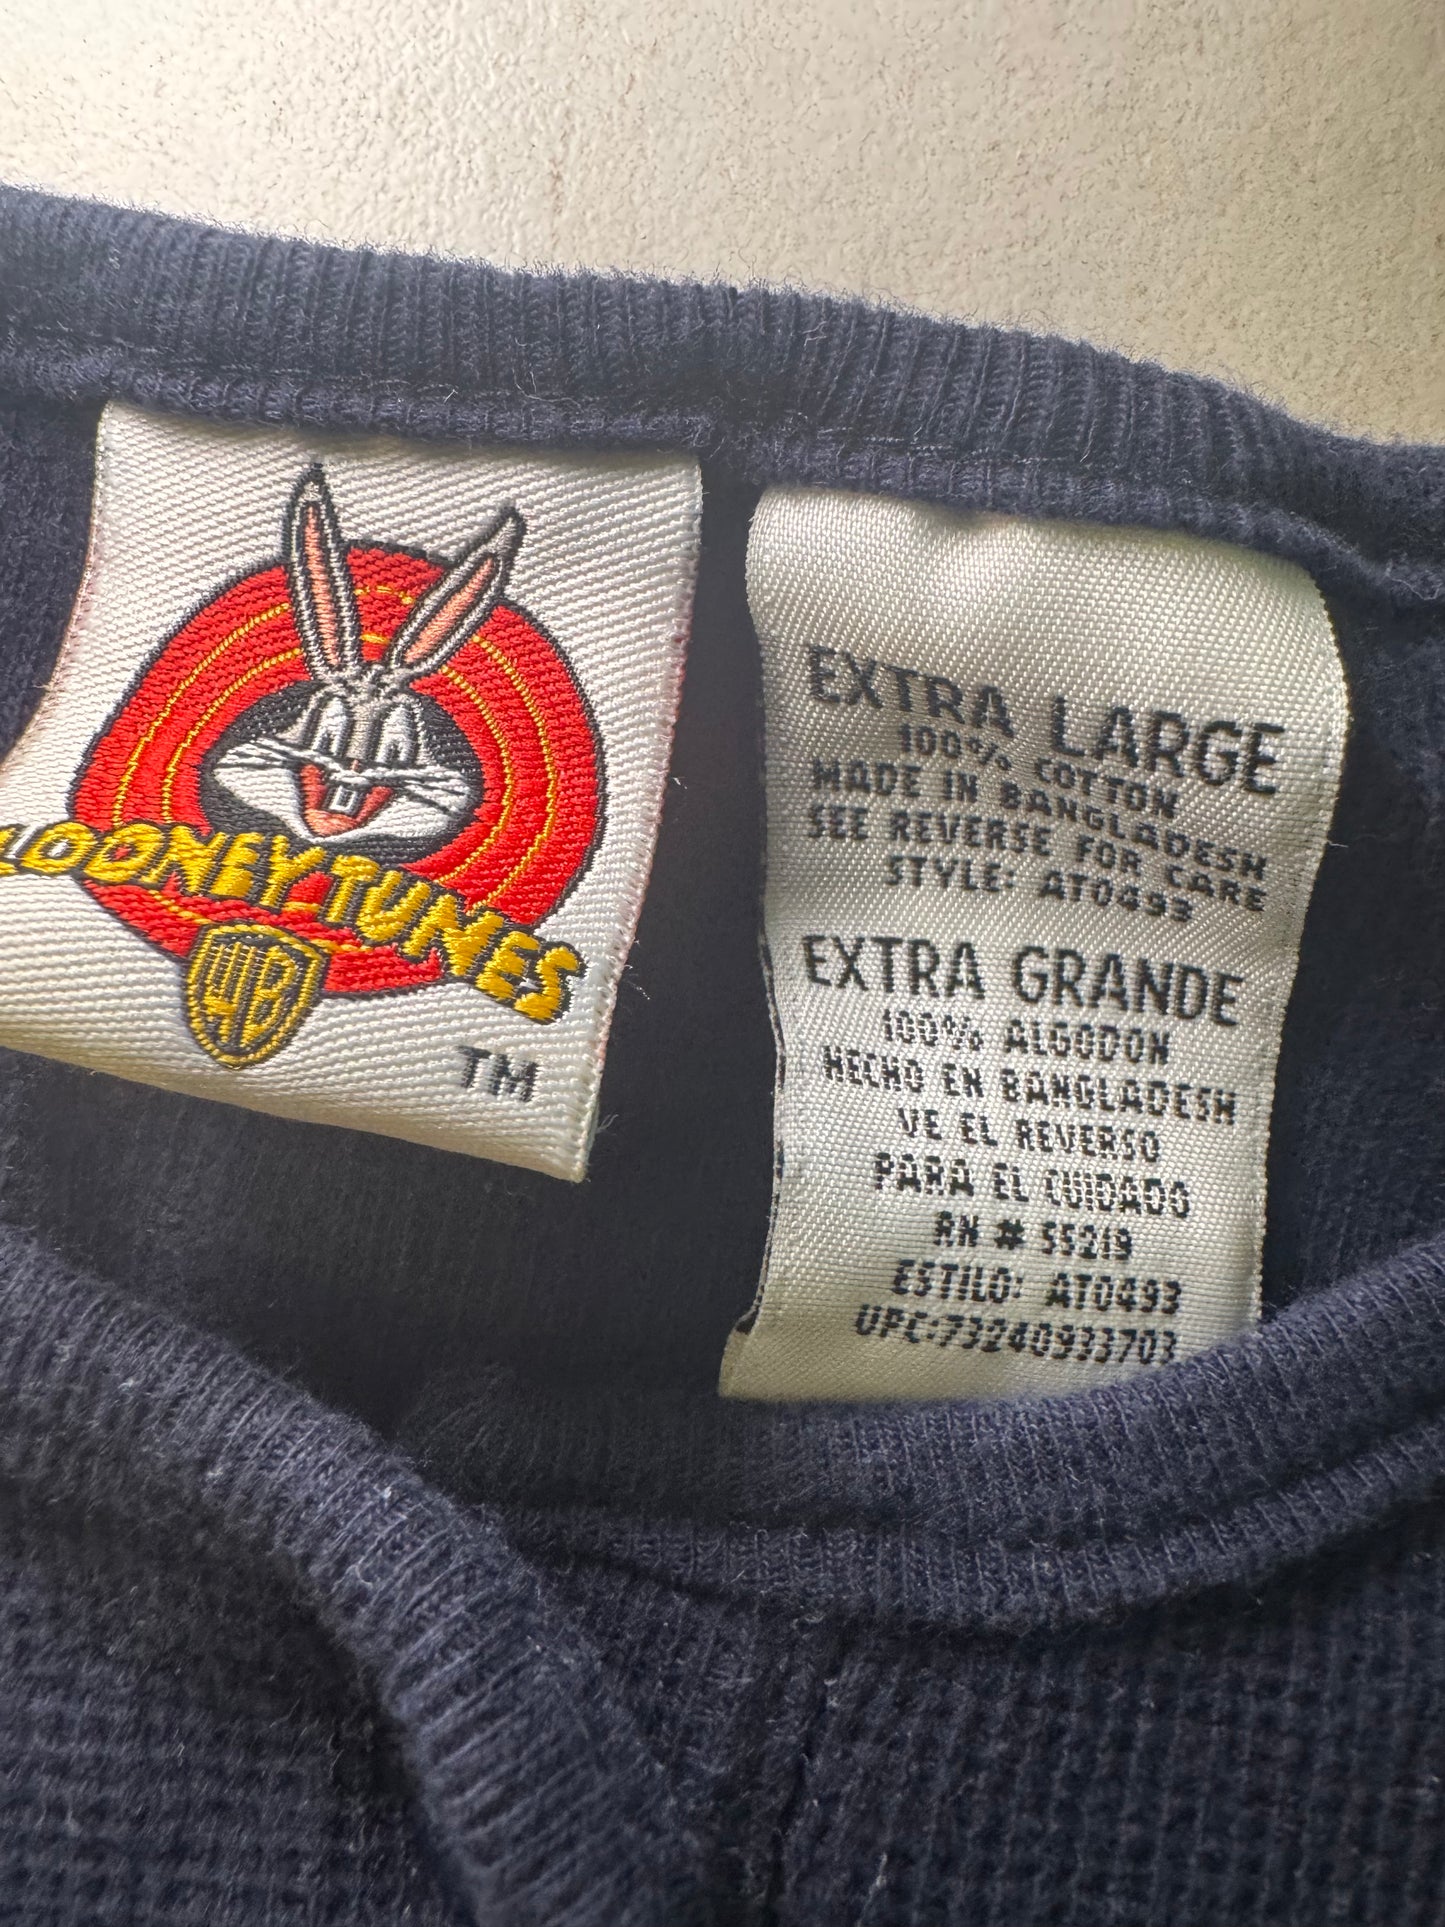 LOONEY TUNES
WB
TM
EXTRA LARGE
100% COTTON
MADE IN BANGLADESH
SEE REVERSE FOR CARE
STYLE: AT0493
EXTRA GRANDE
100% ALGODON
HECHO EN BANGLADESH
VE EL REVERSO
PARA EL CUIDADO
RN # 55219
ESTILO: AT0493
UPC:73240933703